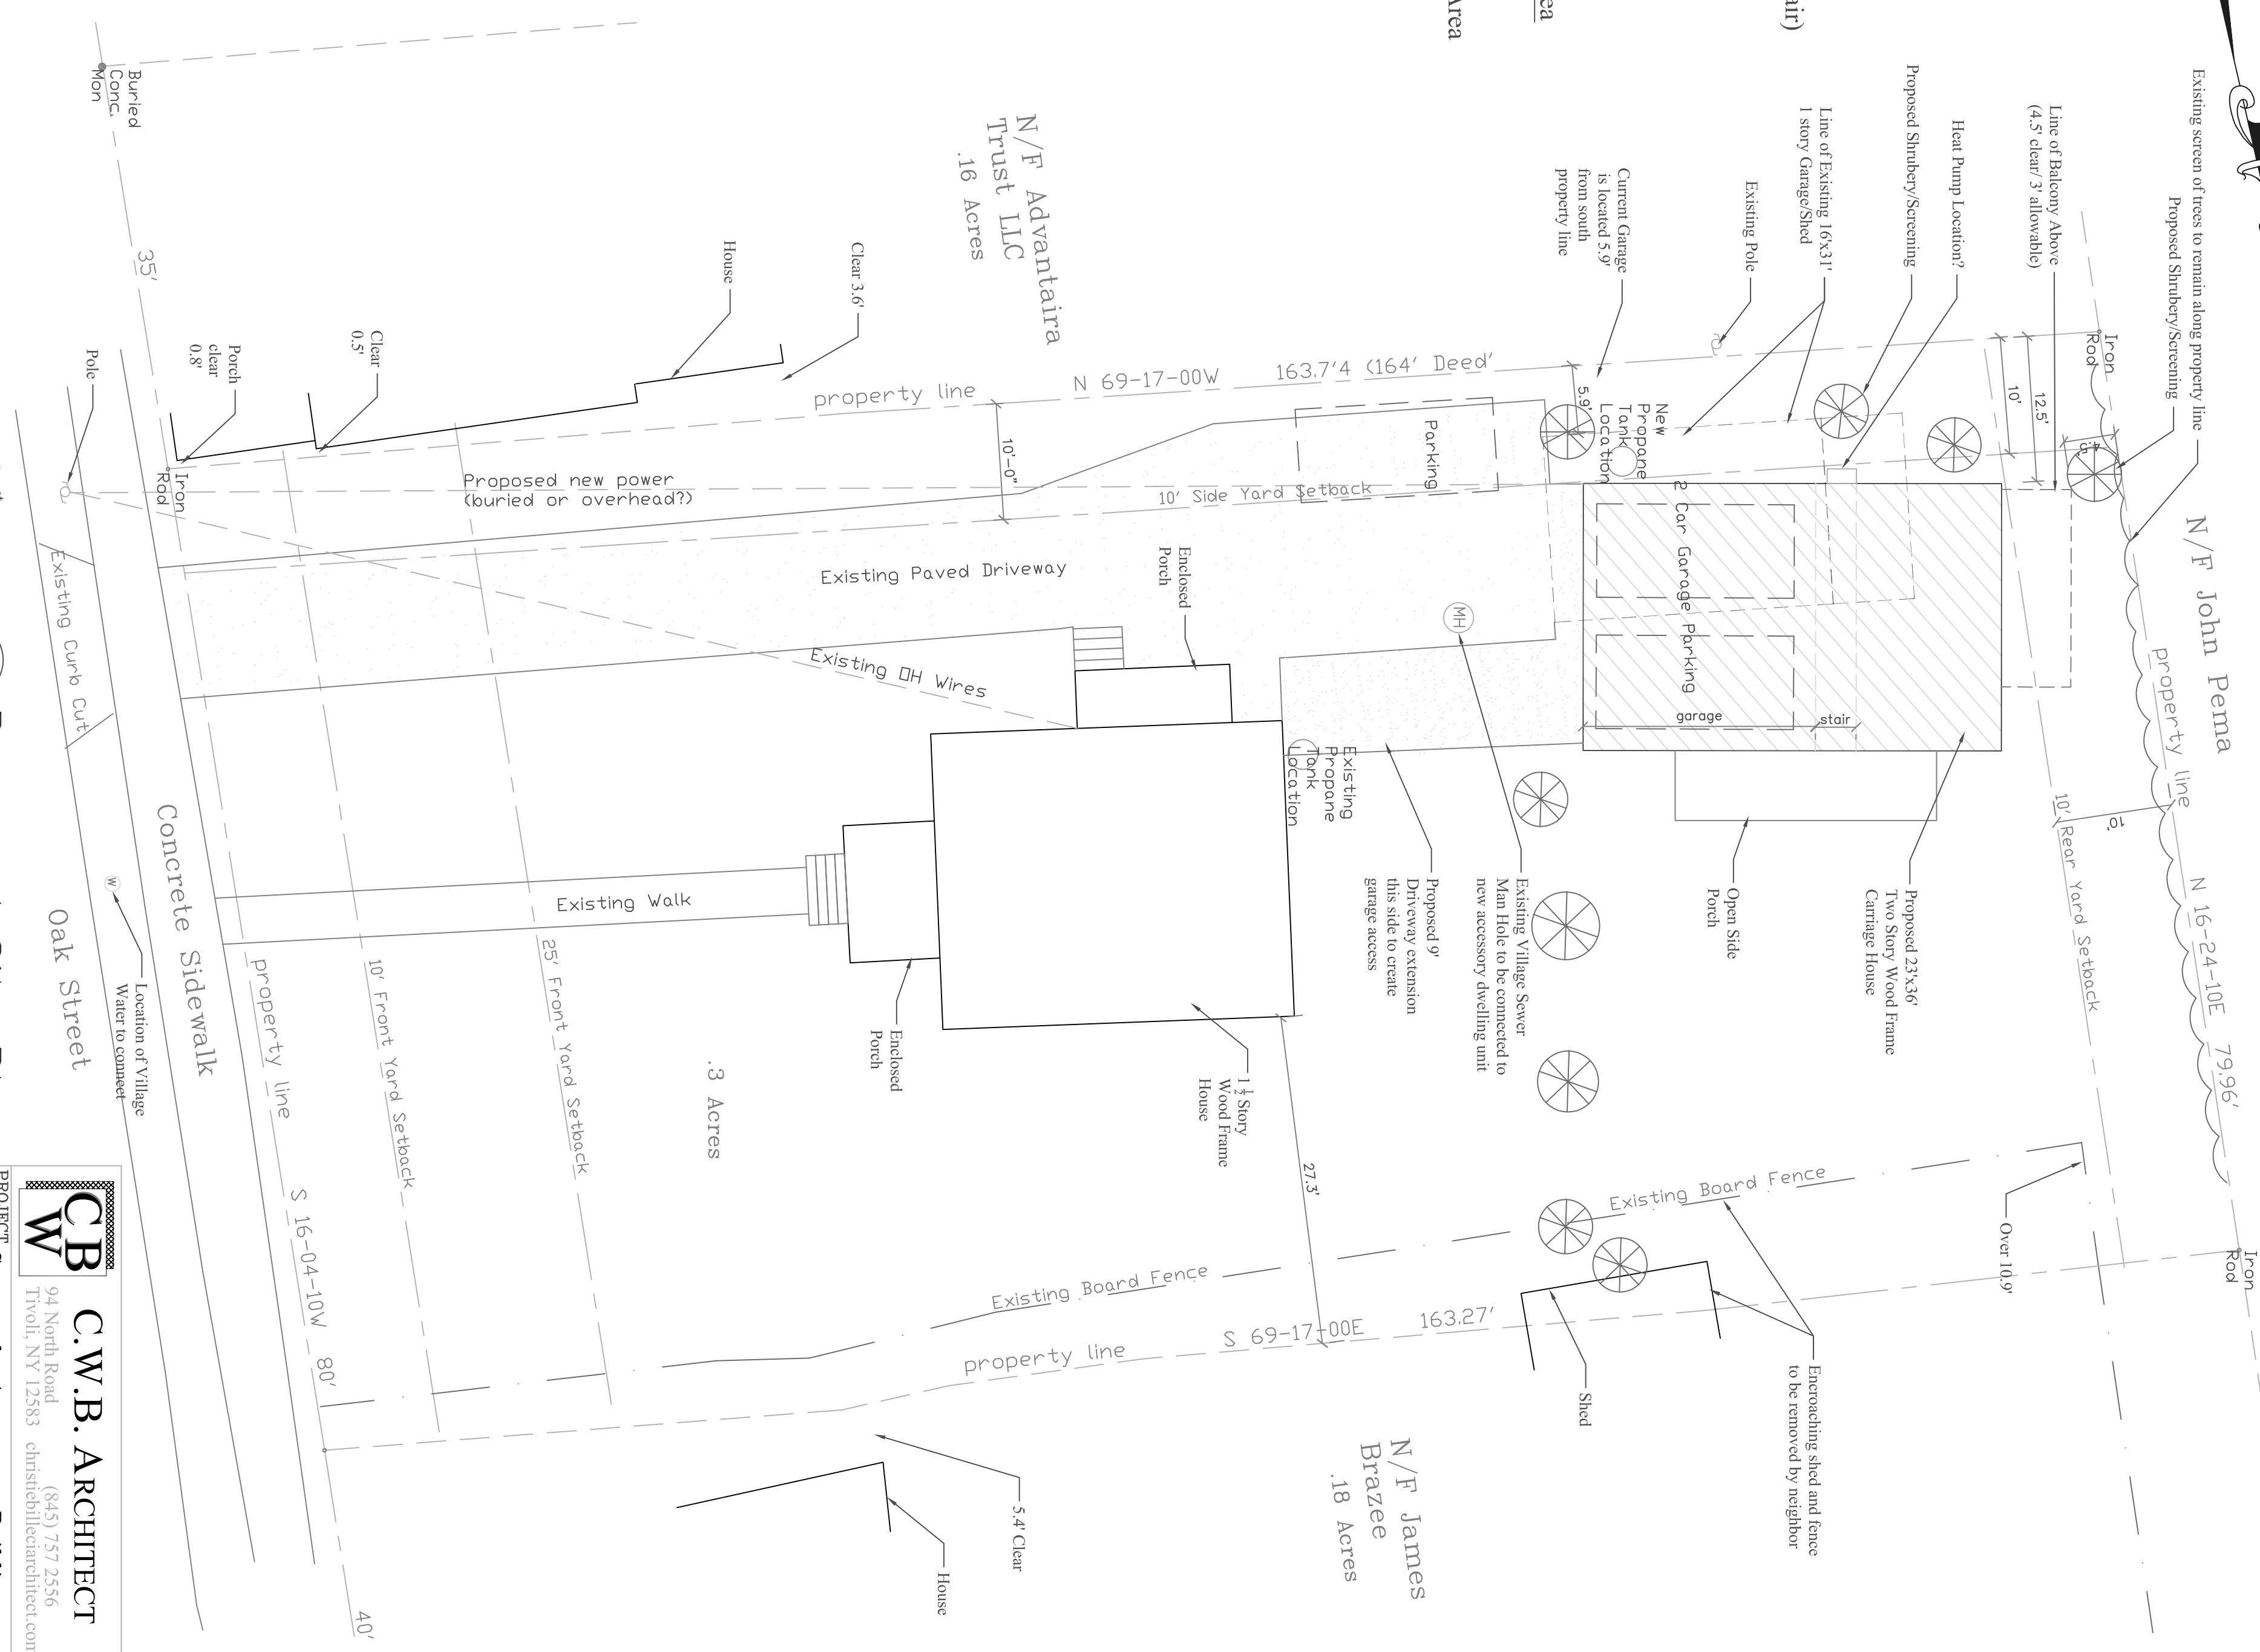 air)
ea
Area
Existing screen of trees to remain along property line
Proposed Shrubery/Screening
Line of Balcony Above
(4.5' clear/ 3' allowable)
Heat Pump Location?
Proposed Shrubery/Screening
Line of Existing 16'x31'
1 story Garage/Shed
Existing Pole
Current Garage
is located 5.9'
from south
property line
N/F Advantaira
Trust LLC
.16 Acres
Clear 3.6'
House
Clear
0.5'
Porch
clear
0.8'
Pole
Buried
Conc.
Mon
35'
Iron
Rod
Iron
Rod
N/F John Pema
property line
N 16-24-10E
79.96'
10'
10' Rear Yard Setback
12.5'
10'
4.5'
5.9'
New
Propane
Tank
Location
property line
N 69-17-00W
163.7'4 (164' Deed'
Parking
10'-0"
10' Side Yard Setback
Proposed new power
(buried or overhead?)
Existing Paved Driveway
Existing OH Wires
Enclosed
Porch
MH
2 Car Garage Parking
garage
stair
Existing
Propane
Tank
Location
Proposed 23'x36'
Two Story Wood Frame
Carriage House
Open Side
Porch
Existing Village Sewer
Man Hole to be connected to
new accessory dwelling unit
Proposed 9'
Driveway extension
this side to create
garage access
1 ½ Story
Wood Frame
House
Enclosed
Porch
Existing Walk
.3 Acres
25' Front Yard Setback
10' Front Yard Setback
property line
S 16-04-10W
80'
40'
Existing Curb Cut
Concrete Sidewalk
Oak Street
W
Location of Village
Water to connect
27.3'
Existing Board Fence
Existing Board Fence
property line
S 69-17-00E
163.27'
Iron
Rod
Over 10.9'
Encroaching shed and fence
to be removed by neighbor
Shed
N/F James
Brazee
.18 Acres
5.4' Clear
House
CB
W
C.W.B. ARCHITECT
94 North Road
(845) 757 2556
Tivoli, NY 12583
christiebilleciarchitect.com
PROJECT